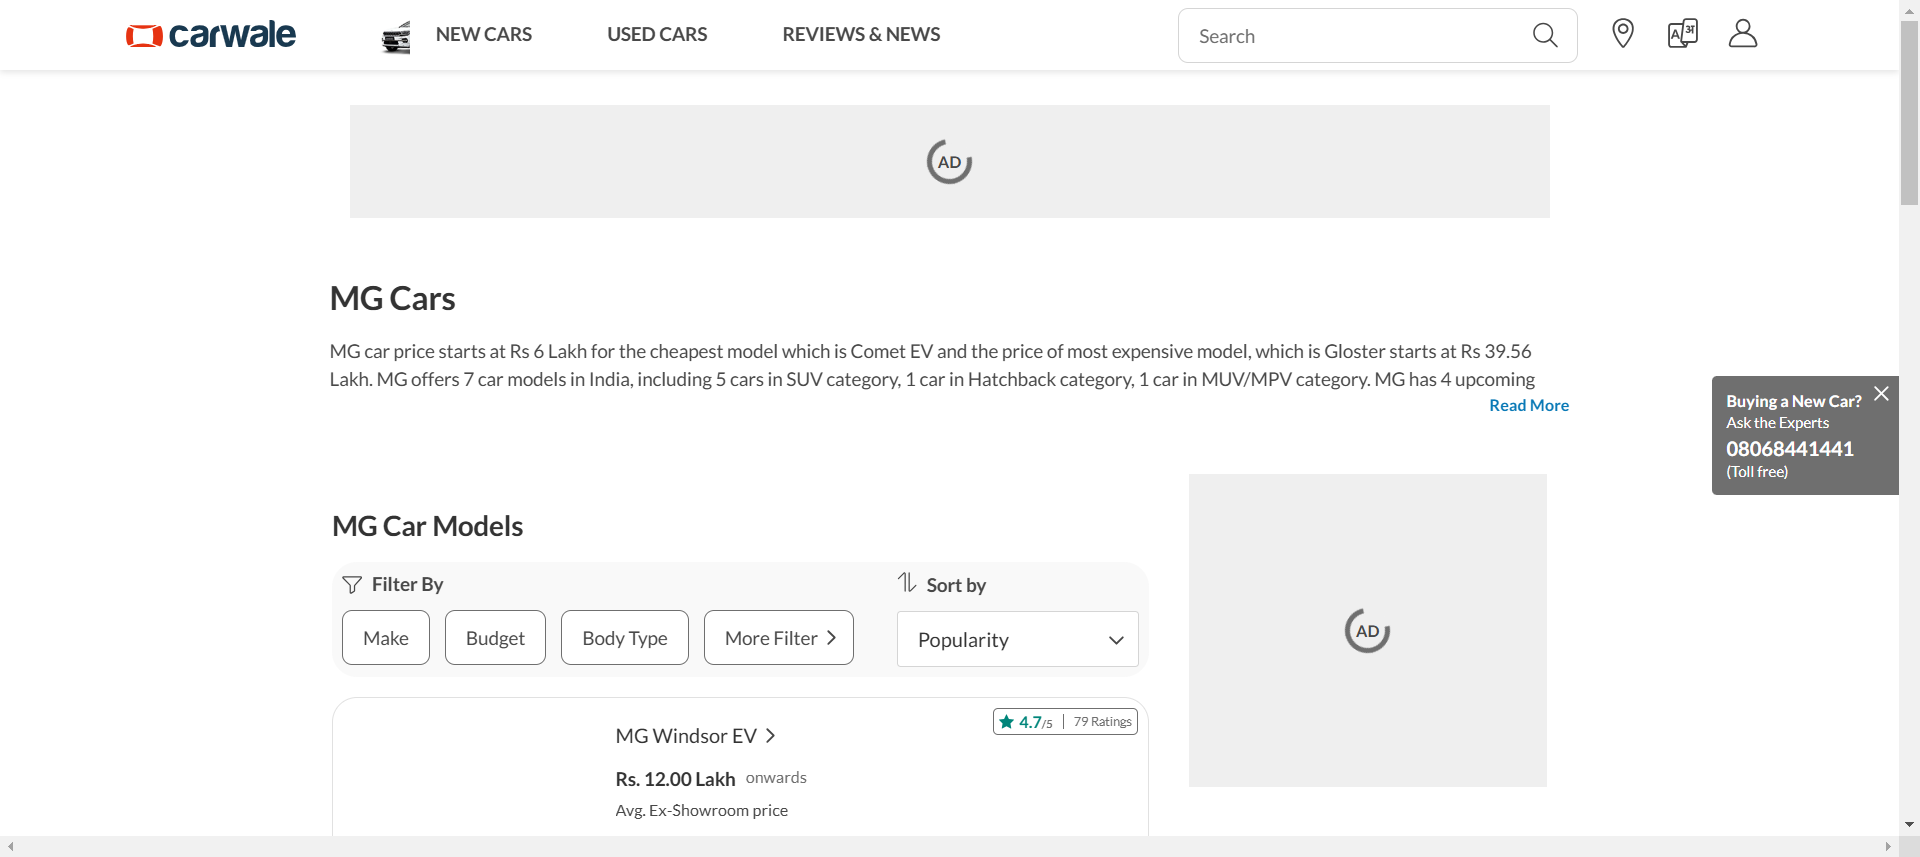 carwale
NEW CARS
USED CARS
REVIEWS & NEWS
Search
A अ
AD
MG Cars
MG car price starts at Rs 6 Lakh for the cheapest model which is Comet EV and the price of most expensive model, which is Gloster starts at Rs 39.56
Lakh. MG offers 7 car models in India, including 5 cars in SUV category, 1 car in Hatchback category, 1 car in MUV/MPV category. MG has 4 upcoming
Read More
Buying a New Car?
Ask the Experts
08068441441
(Toll free)
MG Car Models
Filter By
Sort by
Make
Budget
Body Type
More Filter
Popularity
AD
4.7/5 | 79 Ratings
MG Windsor EV
Rs. 12.00 Lakh onwards
Avg. Ex-Showroom price